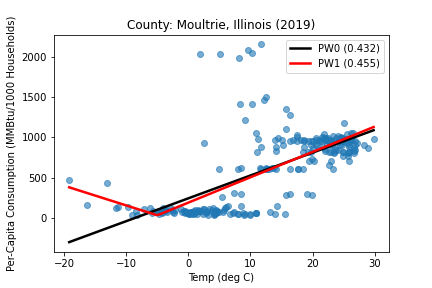 County: Moultrie, Illinois (2019)
Per-Capita Consumption (MMBtu/1000 Households)
2000
1500
1000
500
0
PW0 (0.432)
PW1 (0.455)
−20 −10 0 10 20 30
Temp (deg C)